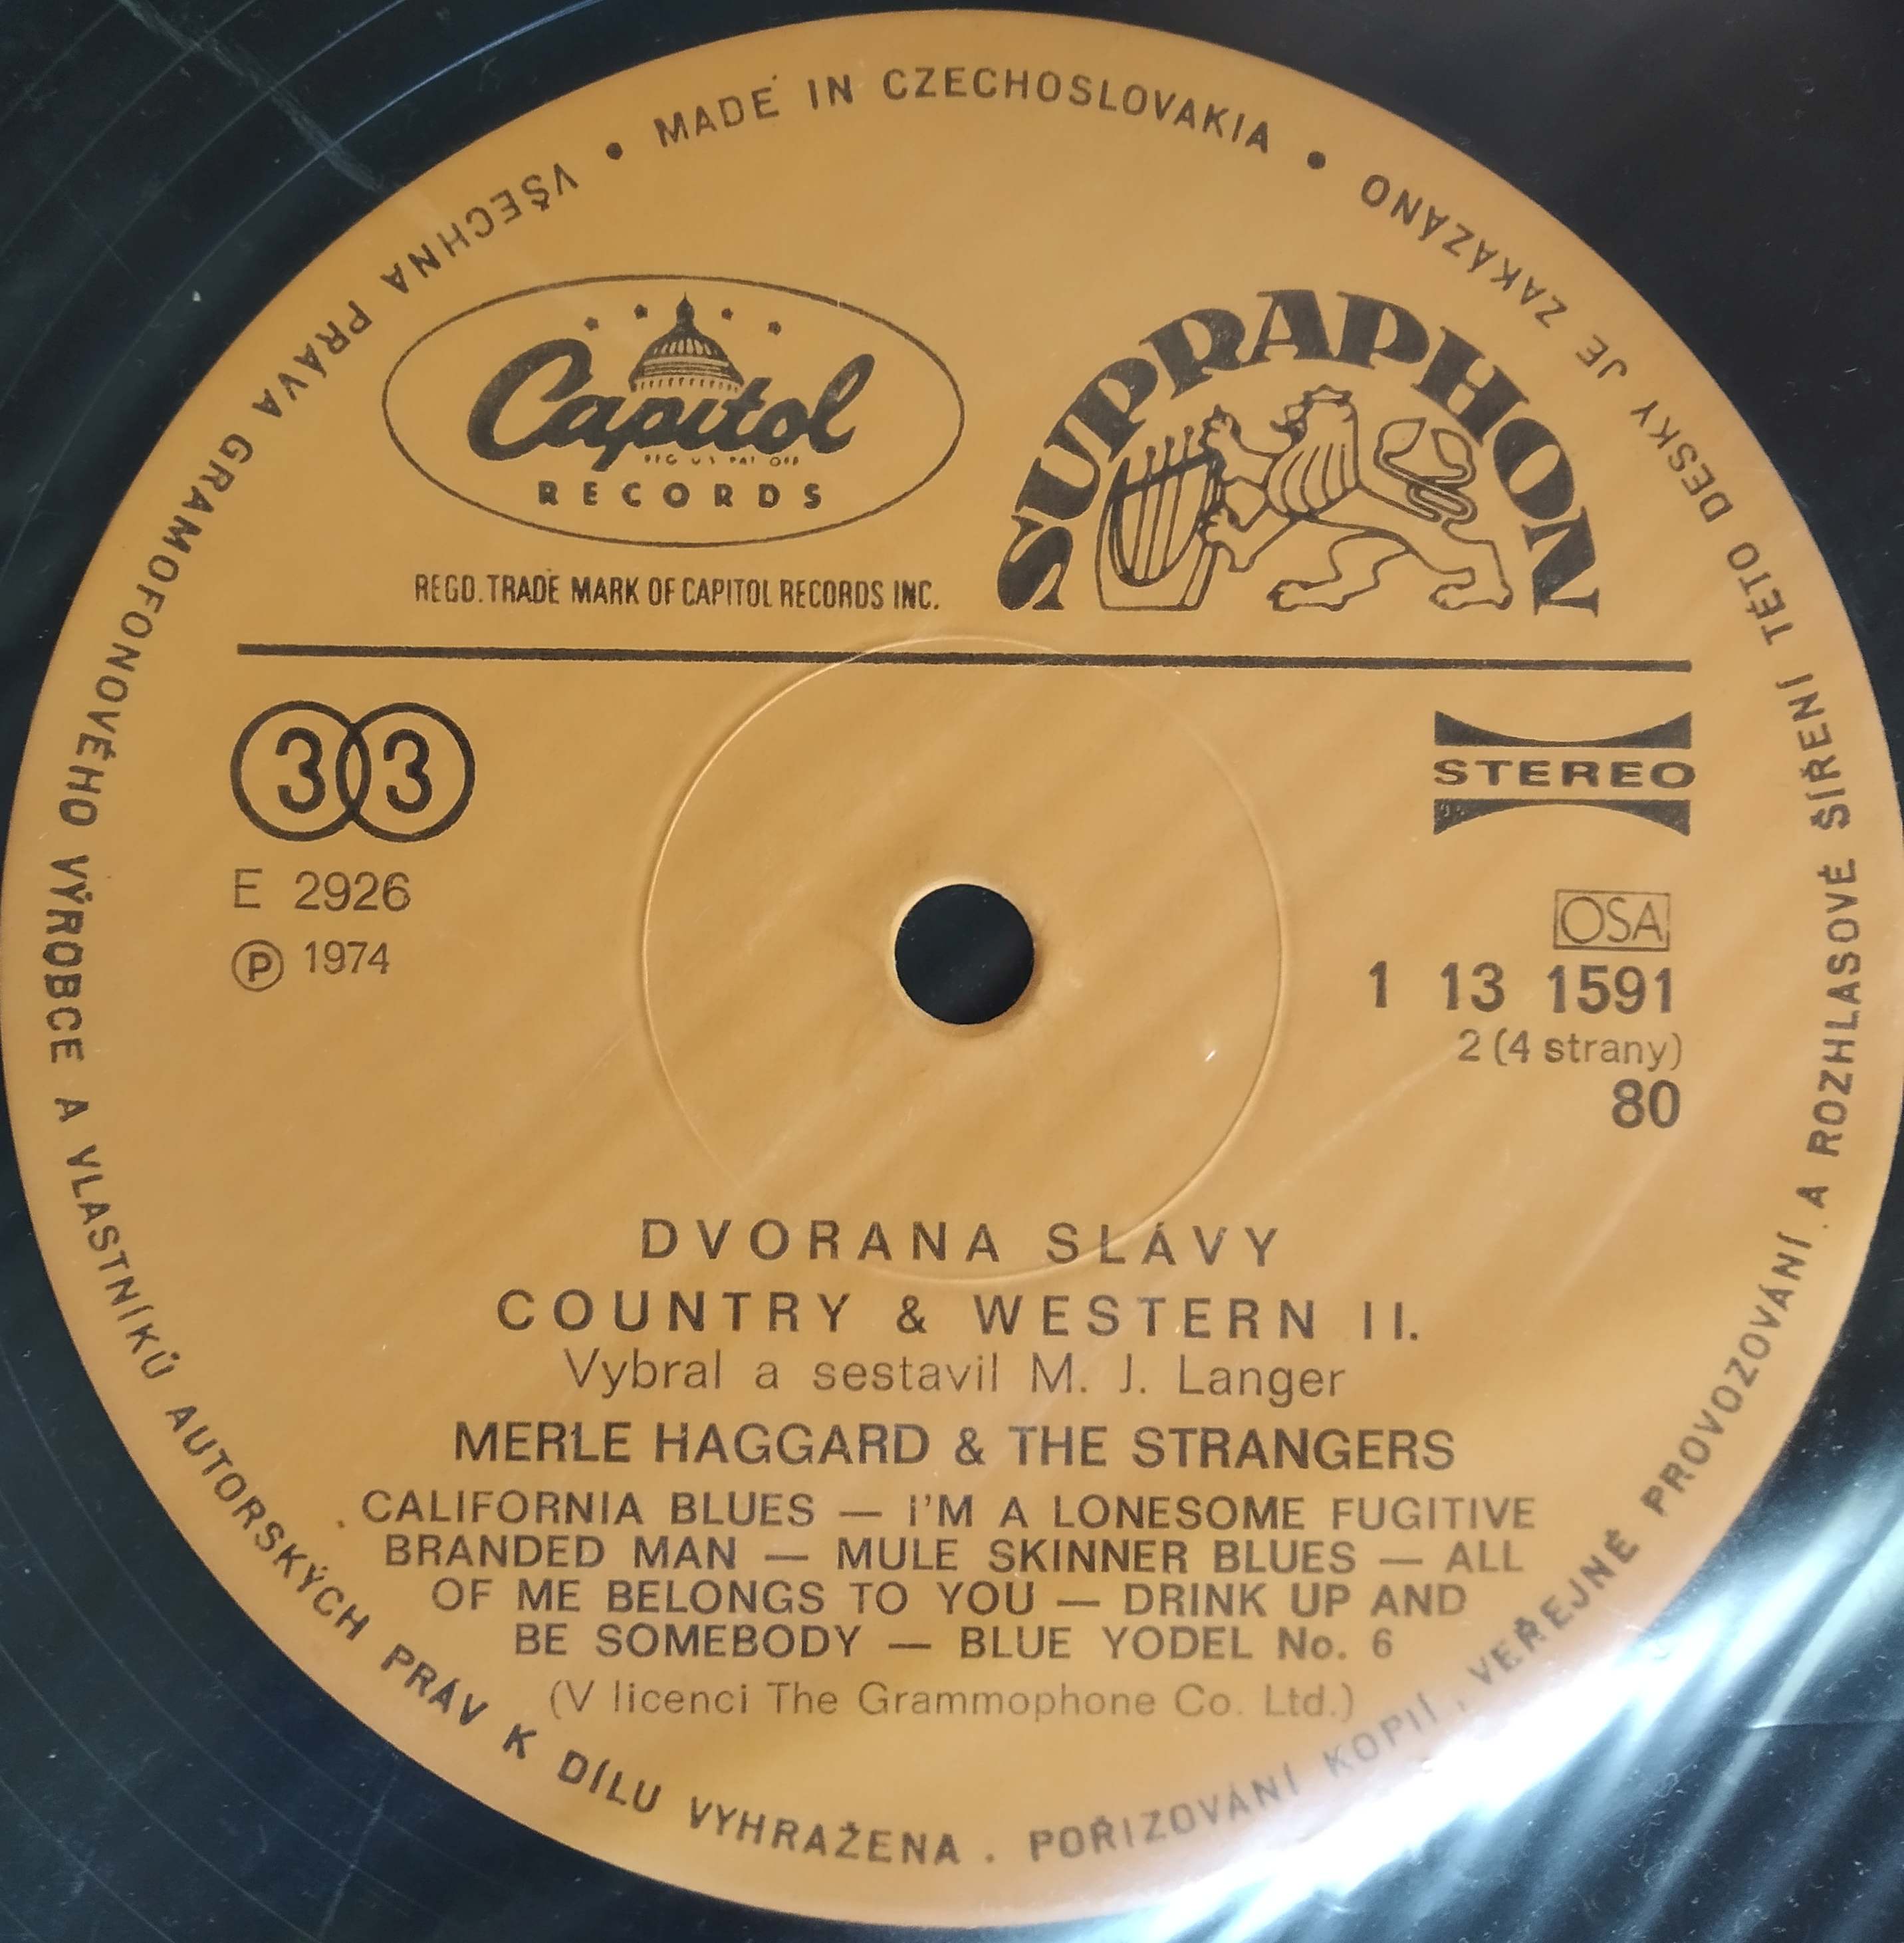 MADE IN CZECHOSLOVAKIA • VŠECHNA PRÁVA GRAMOFONOVÉHO VÝROBCE A VLASTNÍKŮ AUTORSKÝCH PRÁV K DÍLU VYHRAŽENA . POŘIZOVÁNÍ KOPIÍ, VEŘEJNÉ PROVOZOVÁNÍ A ROZHLASOVÉ ŠÍŘENÍ TÉTO DESKY JE ZAKÁZÁNO •
Capitol
REG US PAT OFF
RECORDS
REGD. TRADE MARK OF CAPITOL RECORDS INC.
SUPRAPHON
33
STEREO
E 2926
Ⓟ 1974
OSA
1 13 1591
2 (4 strany)
80
DVORANA SLÁVY
COUNTRY & WESTERN II.
Vybral a sestavil M. J. Langer
MERLE HAGGARD & THE STRANGERS
CALIFORNIA BLUES — I'M A LONESOME FUGITIVE
BRANDED MAN — MULE SKINNER BLUES — ALL
OF ME BELONGS TO YOU — DRINK UP AND
BE SOMEBODY — BLUE YODEL No. 6
(V licenci The Grammophone Co. Ltd.)